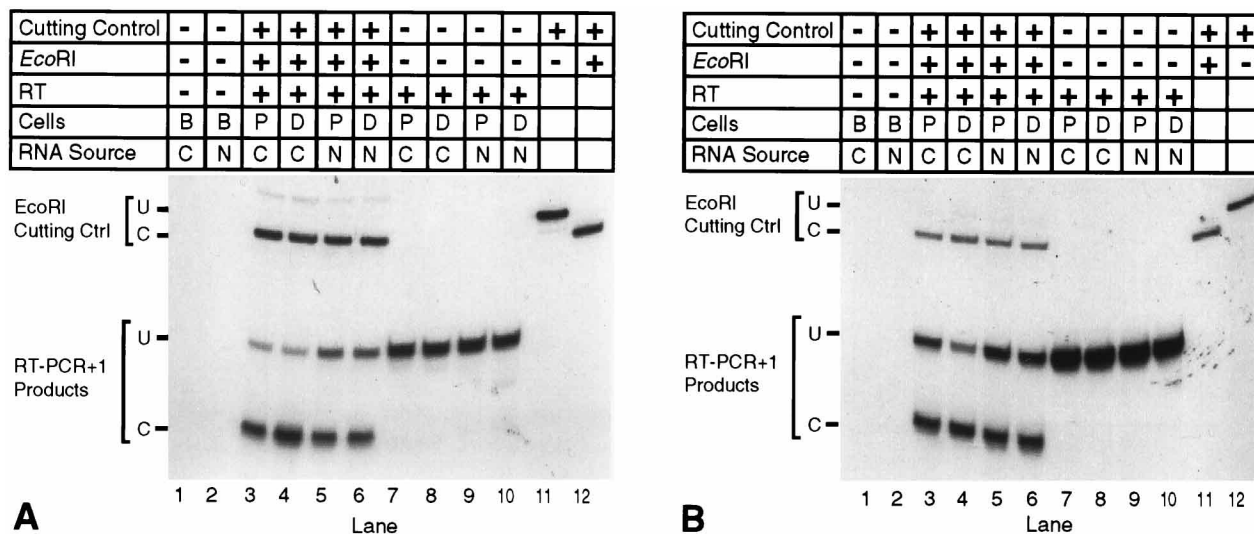 Cutting Control - - + + + + - - - - + +
EcoRI - - + + + + - - - - - +
RT - - + + + + + + + +
Cells B B P D P D P D P D
RNA Source C N C C N N C C N N
EcoRI
Cutting Ctrl
U
C
RT-PCR+1
Products
U
C
1 2 3 4 5 6 7 8 9 10 11 12
Lane
A
Cutting Control - - + + + + - - - - + +
EcoRI - - + + + + - - - - + -
RT - - + + + + + + + +
Cells B B P D P D P D P D
RNA Source C N C C N N C C N N
EcoRI
Cutting Ctrl
U
C
RT-PCR+1
Products
U
C
1 2 3 4 5 6 7 8 9 10 11 12
Lane
B